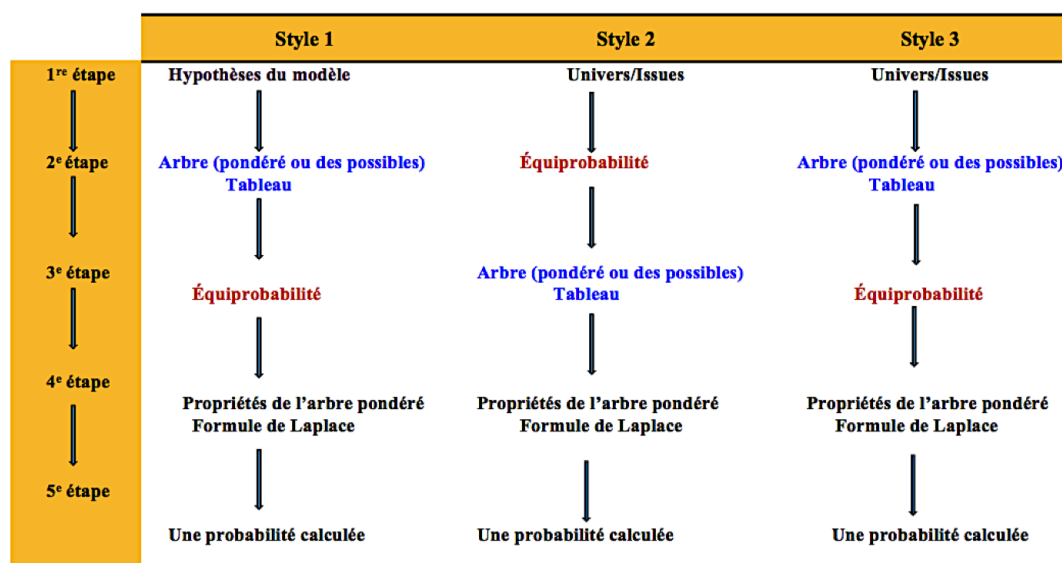 Style 1 Style 2 Style 3
1re étape Hypothèses du modèle Univers/Issues Univers/Issues
2e étape Arbre (pondéré ou des possibles) Équiprobabilité Arbre (pondéré ou des possibles)
Tableau Tableau
3e étape Arbre (pondéré ou des possibles)
Équiprobabilité Tableau Équiprobabilité
4e étape
Propriétés de l’arbre pondéré Propriétés de l’arbre pondéré Propriétés de l’arbre pondéré
Formule de Laplace Formule de Laplace Formule de Laplace
5e étape
Une probabilité calculée Une probabilité calculée Une probabilité calculée